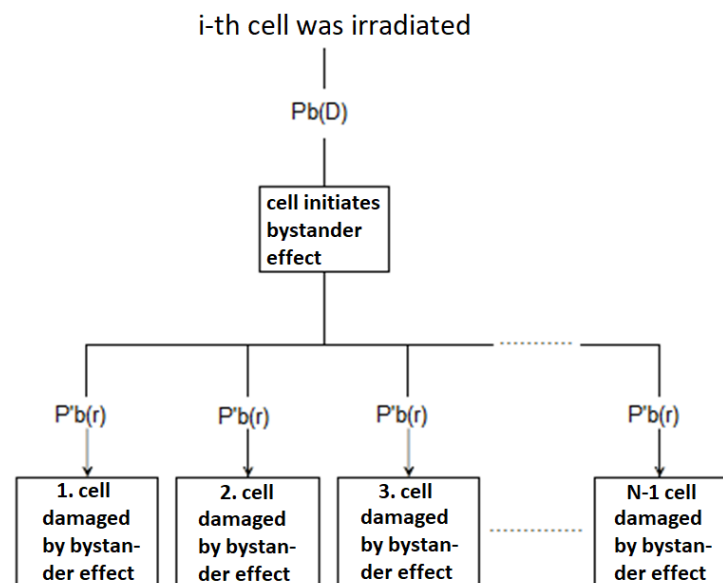 i-th cell was irradiated
Pb(D)
cell initiates
bystander
effect
P'b(r)
P'b(r)
P'b(r)
P'b(r)
1. cell
damaged
by bystan-
der effect
2. cell
damaged
by bystan-
der effect
3. cell
damaged
by bystan-
der effect
N-1 cell
damaged
by bystan-
der effect